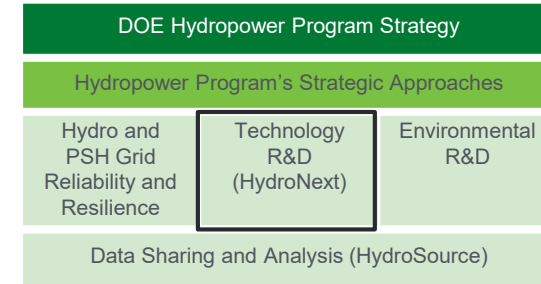 DOE Hydropower Program Strategy
Hydropower Program's Strategic Approaches
Hydro and
PSH Grid
Reliability and
Resilience
Technology
R&D
(HydroNext)
Environmental
R&D
Data Sharing and Analysis (HydroSource)